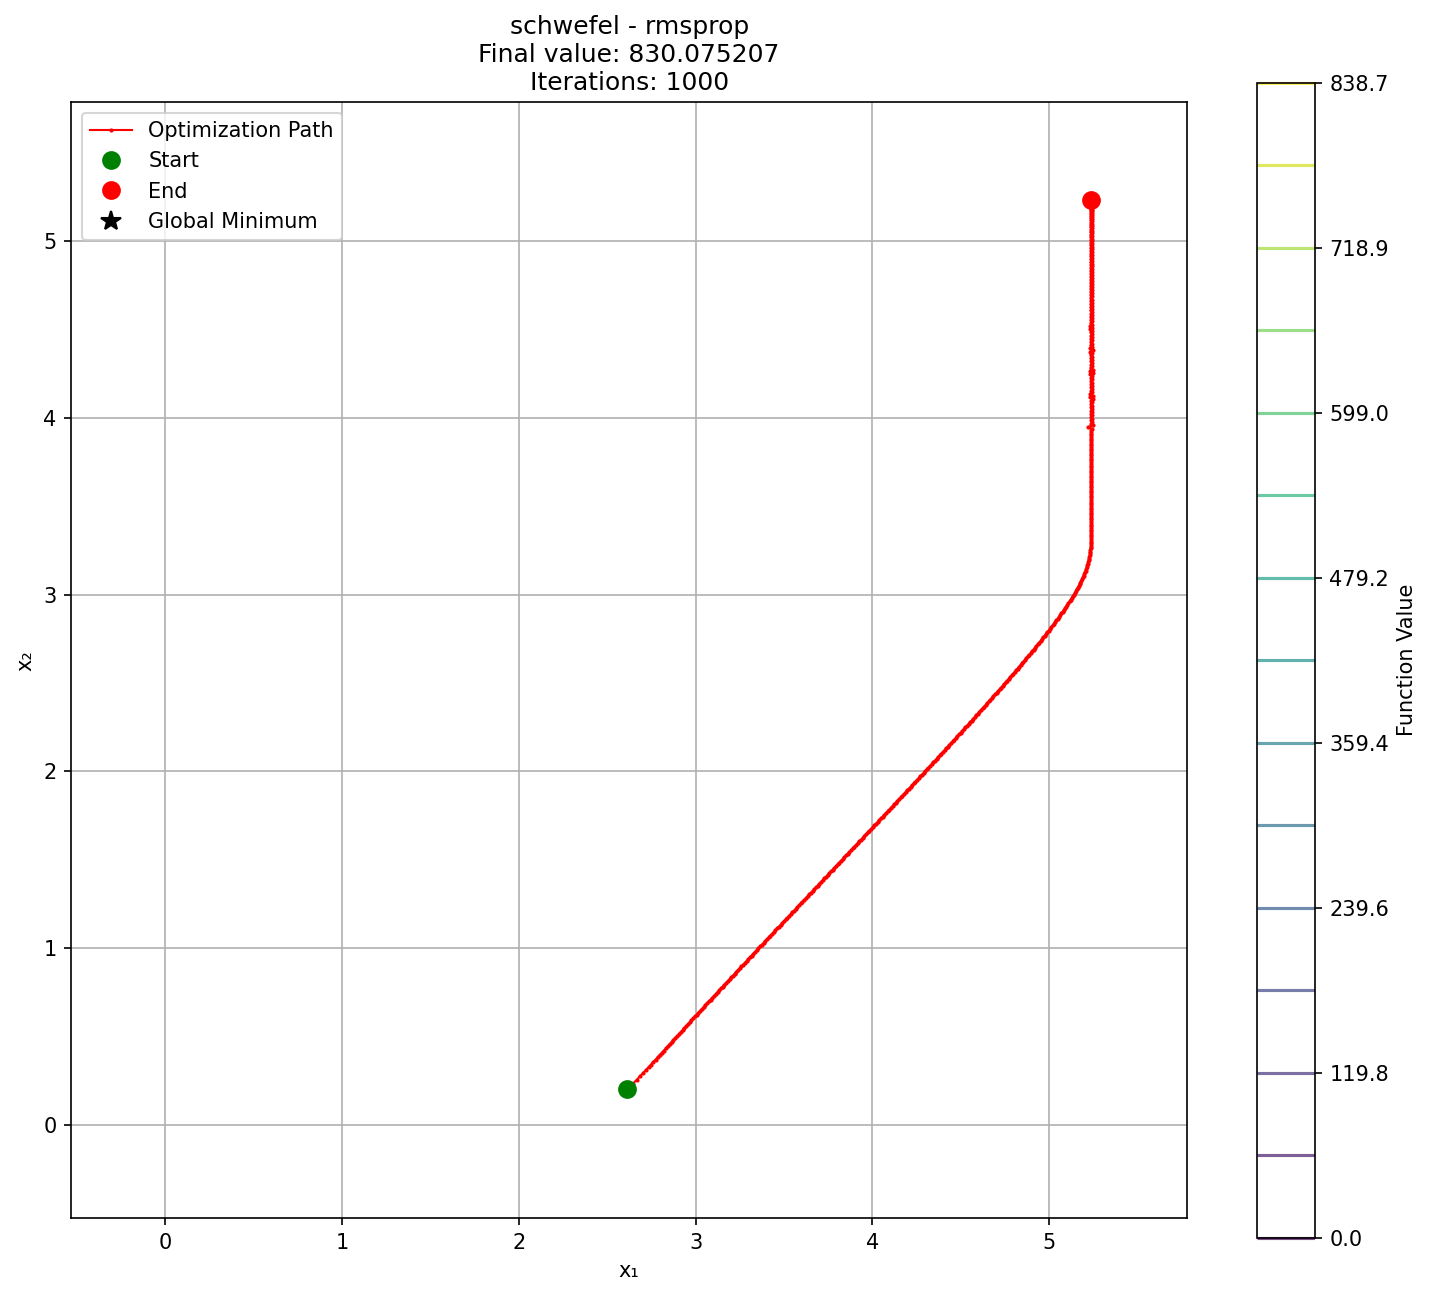 schwefel - rmsprop
Final value: 830.075207
Iterations: 1000
Optimization Path
Start
End
Global Minimum
5
4
3
2
1
0
x₂
0
1
2
3
4
5
x₁
838.7
718.9
599.0
479.2
359.4
239.6
119.8
0.0
Function Value